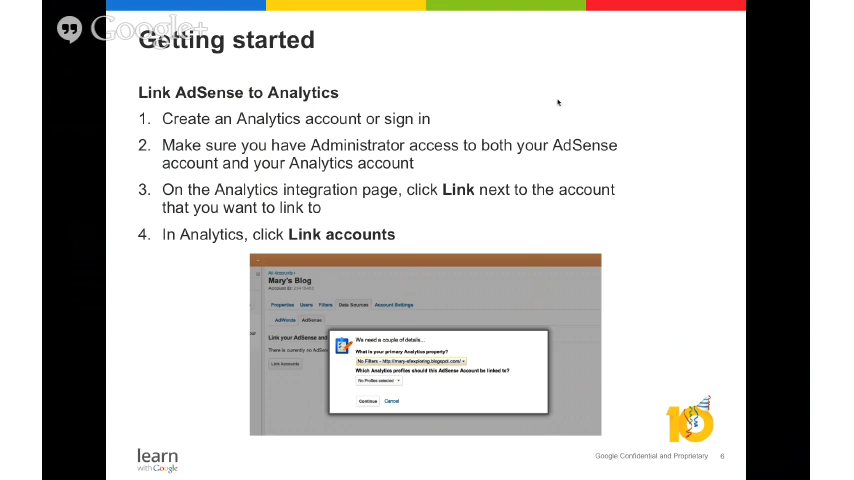 Google+
Getting started
Link AdSense to Analytics
1. Create an Analytics account or sign in
2. Make sure you have Administrator access to both your AdSense
account and your Analytics account
3. On the Analytics integration page, click Link next to the account
that you want to link to
4. In Analytics, click Link accounts
All Accounts ›
Mary's Blog
Account ID:
Properties Users Filters Data Sources Account Settings
AdWords AdSense
Link your AdSense and
There is currently no AdSen
Link Accounts
We need a couple of details...
What is your primary Analytics property?
Which Analytics profiles should this AdSense Account be linked to?
No Profiles selected
Continue Cancel
10
learn
with Google
Google Confidential and Proprietary 6